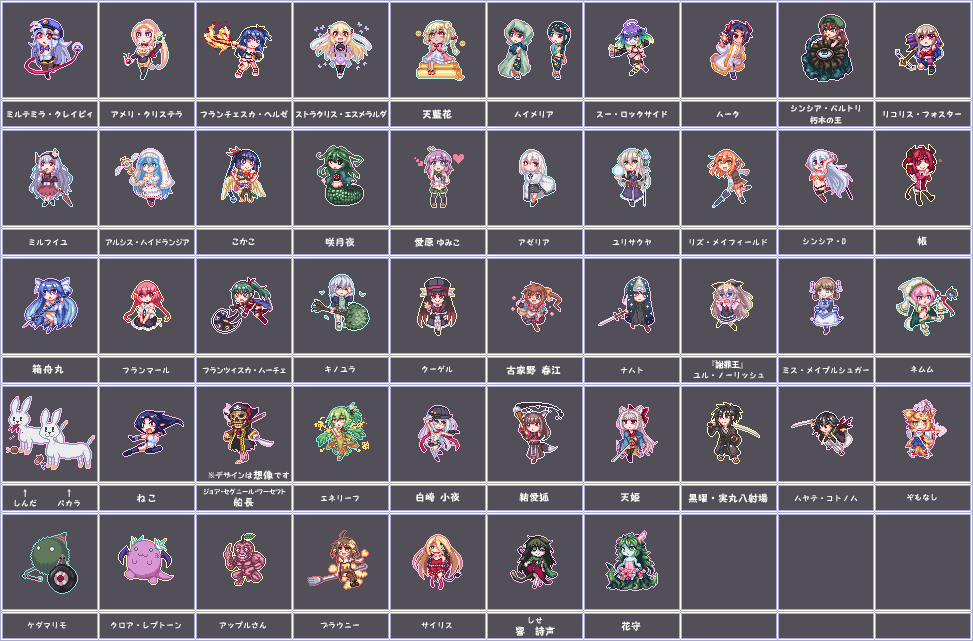 ミルテミラ・クレイピィ
アメリ・クリステラ
フランチェスカ・ヘルゼ
ストラクリス・エスメラルダ
天藍花
ハイメリア
スー・ロックサイド
ハーク
シンシア・バルトリ
朽木の王
リコリス・フォスター
ミルフイユ
アルシス・ハイドランジア
こかこ
咲月夜
愛原 ゆみこ
アゼリア
ユリサクヤ
リズ・メイフィールド
シンシア・D
帳
箱舟丸
フランマール
フランツィスカ・ハーチェ
キノユラ
ウーゲル
古家野 春江
ナハト
『謝罪王』
ユル・ノーリッシュ
ミス・メイプルシュガー
ネムム
↑ ↑
しんだ パカラ
ねこ
※デザインは想像です
ジョア・セグニール・ワーセフト
船長
エネリーフ
白崎 小夜
結愛狐
天姫
黒曜・実丸八射場
ハヤテ・コトノハ
ぞもなし
ケダマリモ
クロア・レプトーン
アップルさん
ブラウニー
サイリス
しせ
響 詩声
花守